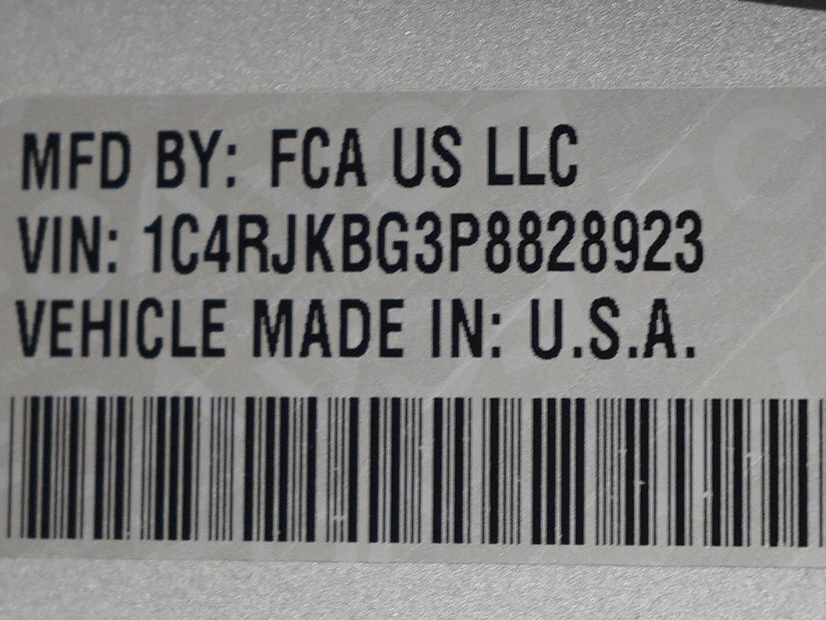 MFD BY: FCA US LLC
VIN: 1C4RJKBG3P8828923
VEHICLE MADE IN: U.S.A.